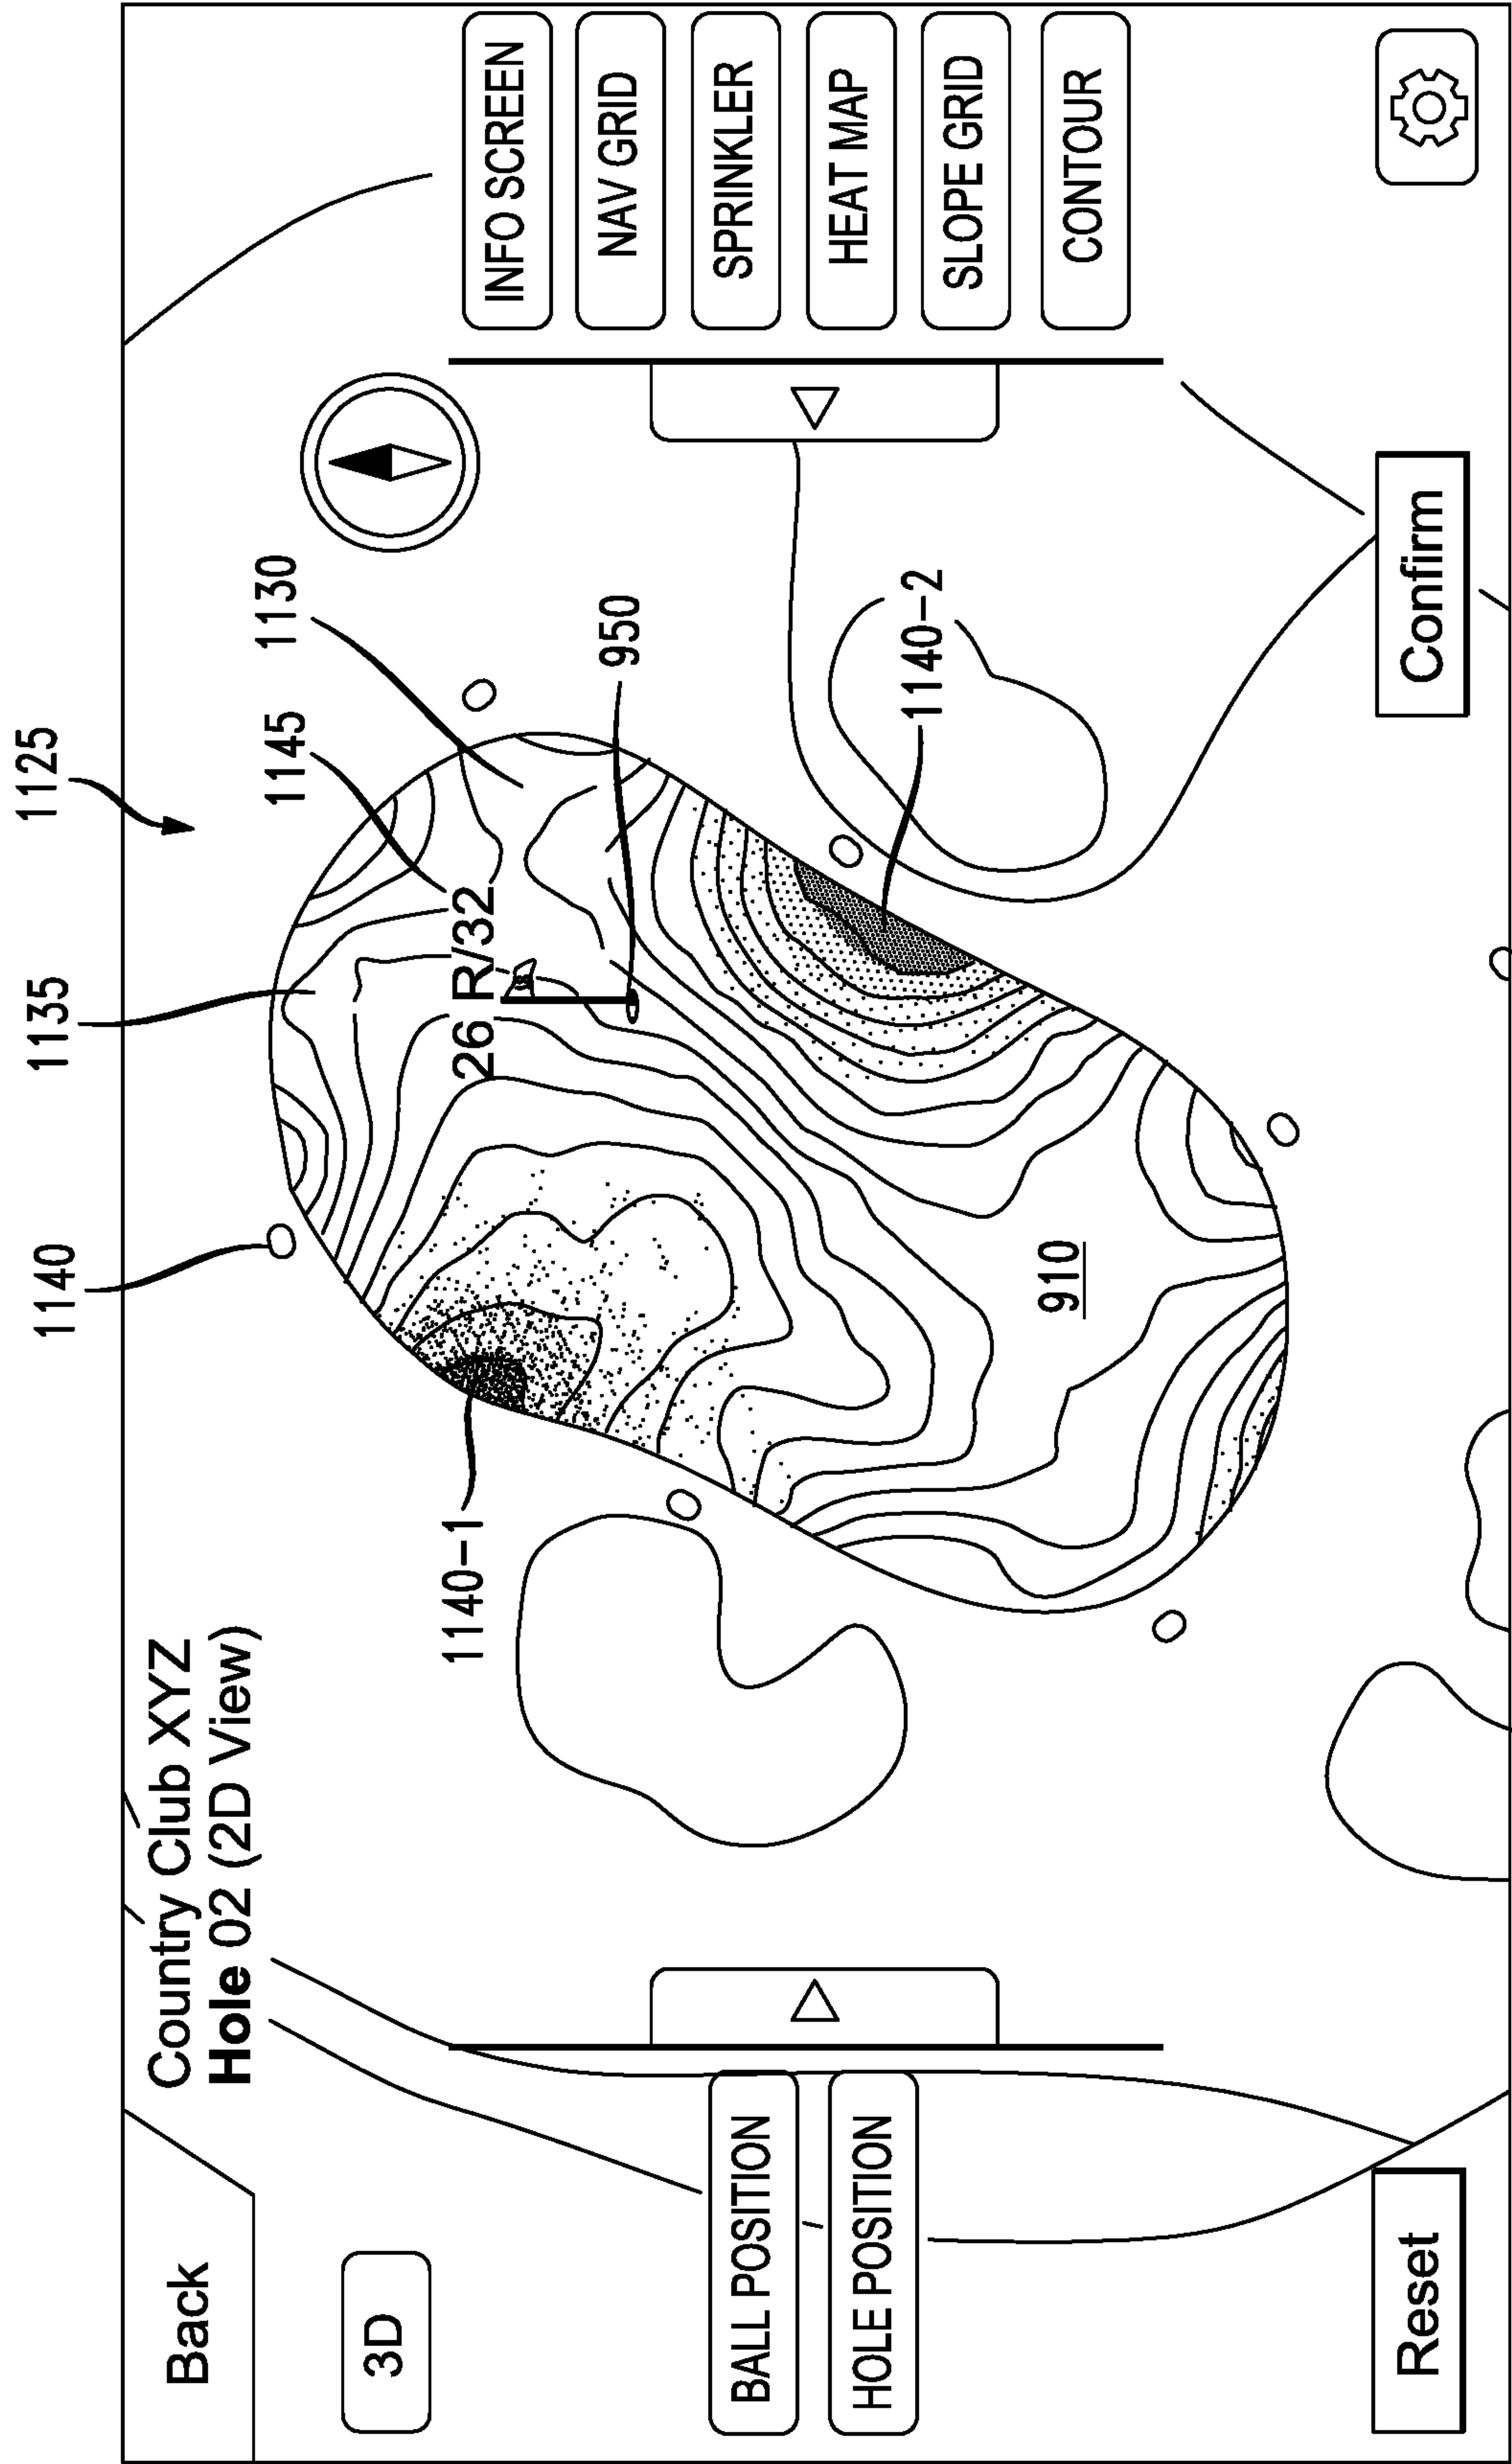 1125
Back
Country Club XYZ
Hole 02 (2D View)
1140
1135
1145
1130
3D
1140-1
26 R/32
950
BALL POSITION
HOLE POSITION
1140-2
910
INFO SCREEN
NAV GRID
SPRINKLER
HEAT MAP
SLOPE GRID
CONTOUR
Reset
Confirm